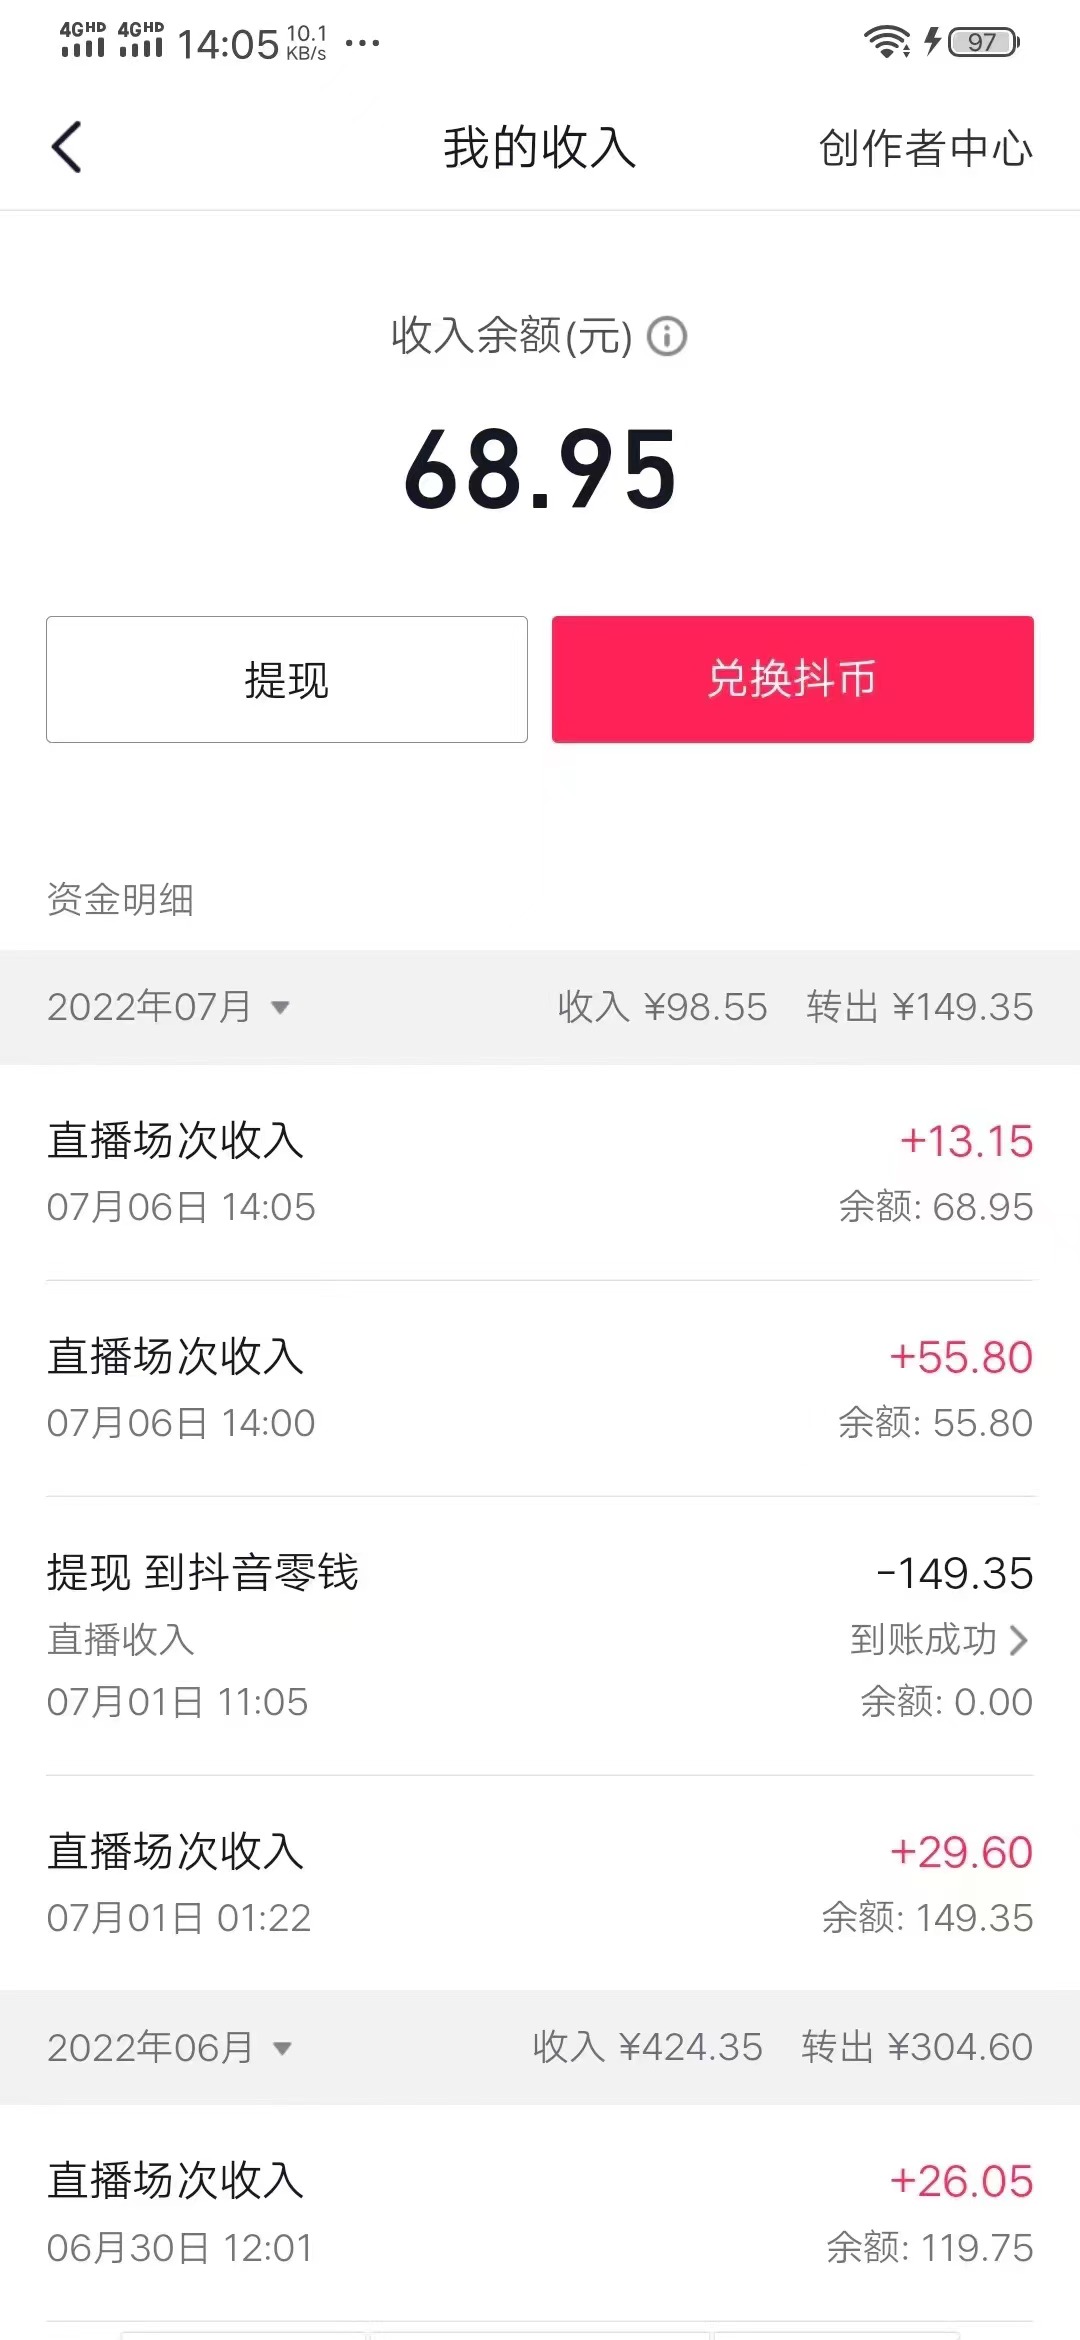 4GHD 4GHD 14:05 10.1 KB/s ... 97
我的收入 创作者中心
收入余额(元)
68.95
提现 兑换抖币
资金明细
2022年07月 收入 ¥98.55 转出 ¥149.35
直播场次收入 +13.15
07月06日 14:05 余额: 68.95
直播场次收入 +55.80
07月06日 14:00 余额: 55.80
提现 到抖音零钱 -149.35
直播收入 到账成功
07月01日 11:05 余额: 0.00
直播场次收入 +29.60
07月01日 01:22 余额: 149.35
2022年06月 收入 ¥424.35 转出 ¥304.60
直播场次收入 +26.05
06月30日 12:01 余额: 119.75